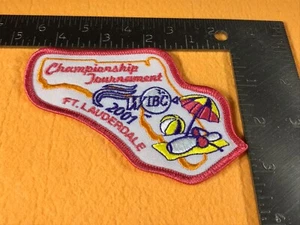 Championship
Tournament
WIBC
2001
FT. LAUDERDALE